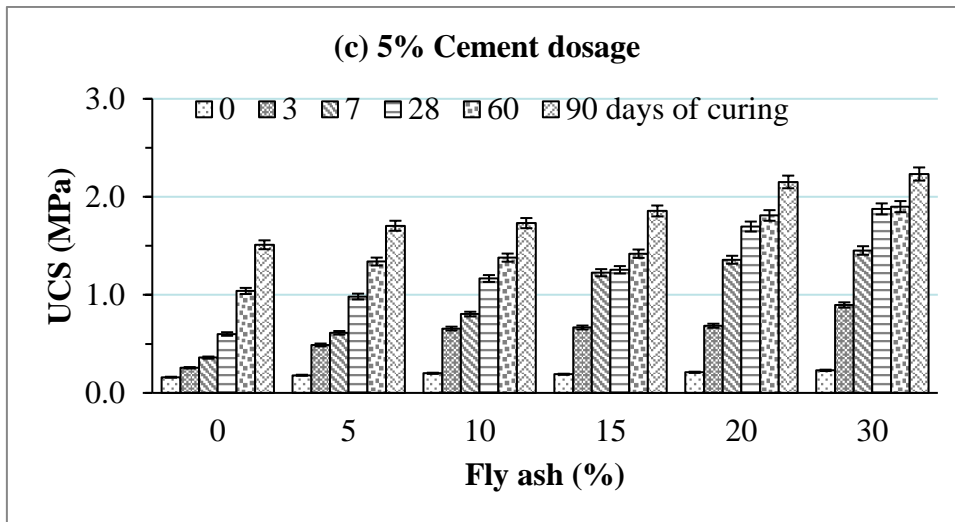 (c) 5% Cement dosage
3.0
0 3 7 28 60 90 days of curing
2.0
1.0
0.0
UCS (MPa)
0 5 10 15 20 30
Fly ash (%)